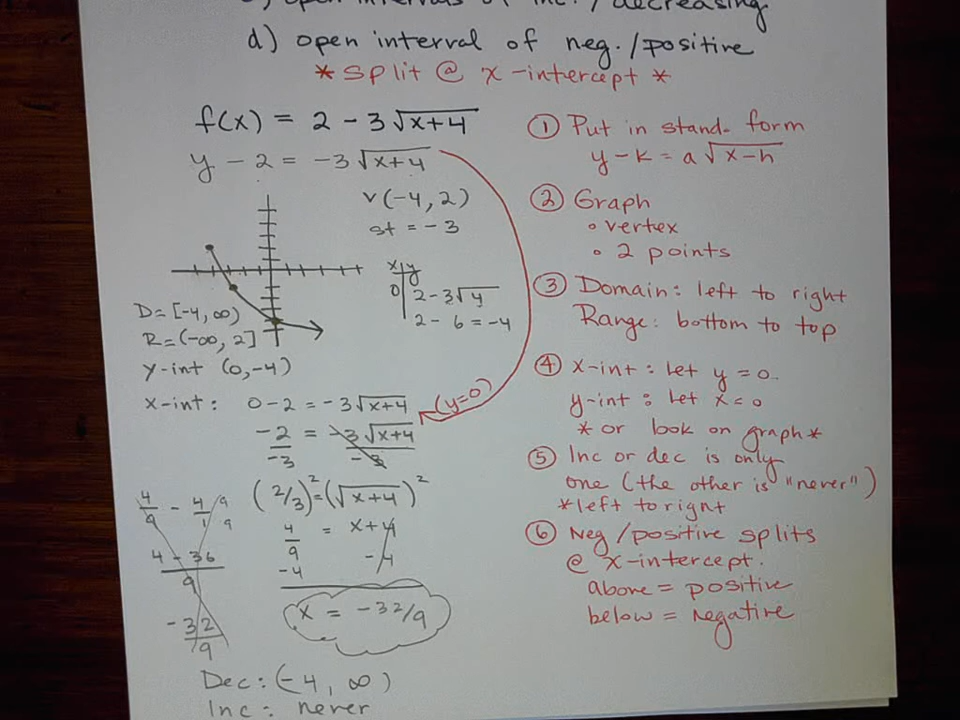 c) open intervals of inc./decreasing
d) open interval of neg./positive
* split @ x-intercept *
f(x) = 2 - 3√x+4
y - 2 = -3√x+4
v(-4, 2)
st = -3
x y
0 2 - 3√4
2 - 6 = -4
D = [-4, ∞)
R = (-∞, 2]
y-int (0,-4)
x-int: 0 - 2 = -3√x+4 (y=0)
-2 = -3√x+4
-3 -3
(2/3)² = (√x+4)²
4/9 = x+4
-4 -4
x = -32/9
4/9 - 4/1 9/9
4 - 36
9
-32/9
Dec: (-4, ∞)
Inc: never
① Put in stand. form
y-k = a√x-h
② Graph
• vertex
• 2 points
③ Domain: left to right
Range: bottom to top
④ x-int: let y = 0.
y-int: let x = 0
* or look on graph *
⑤ Inc or dec is only
one (the other is "never")
* left to right
⑥ Neg/positive splits
@ x-intercept.
above = positive
below = negative